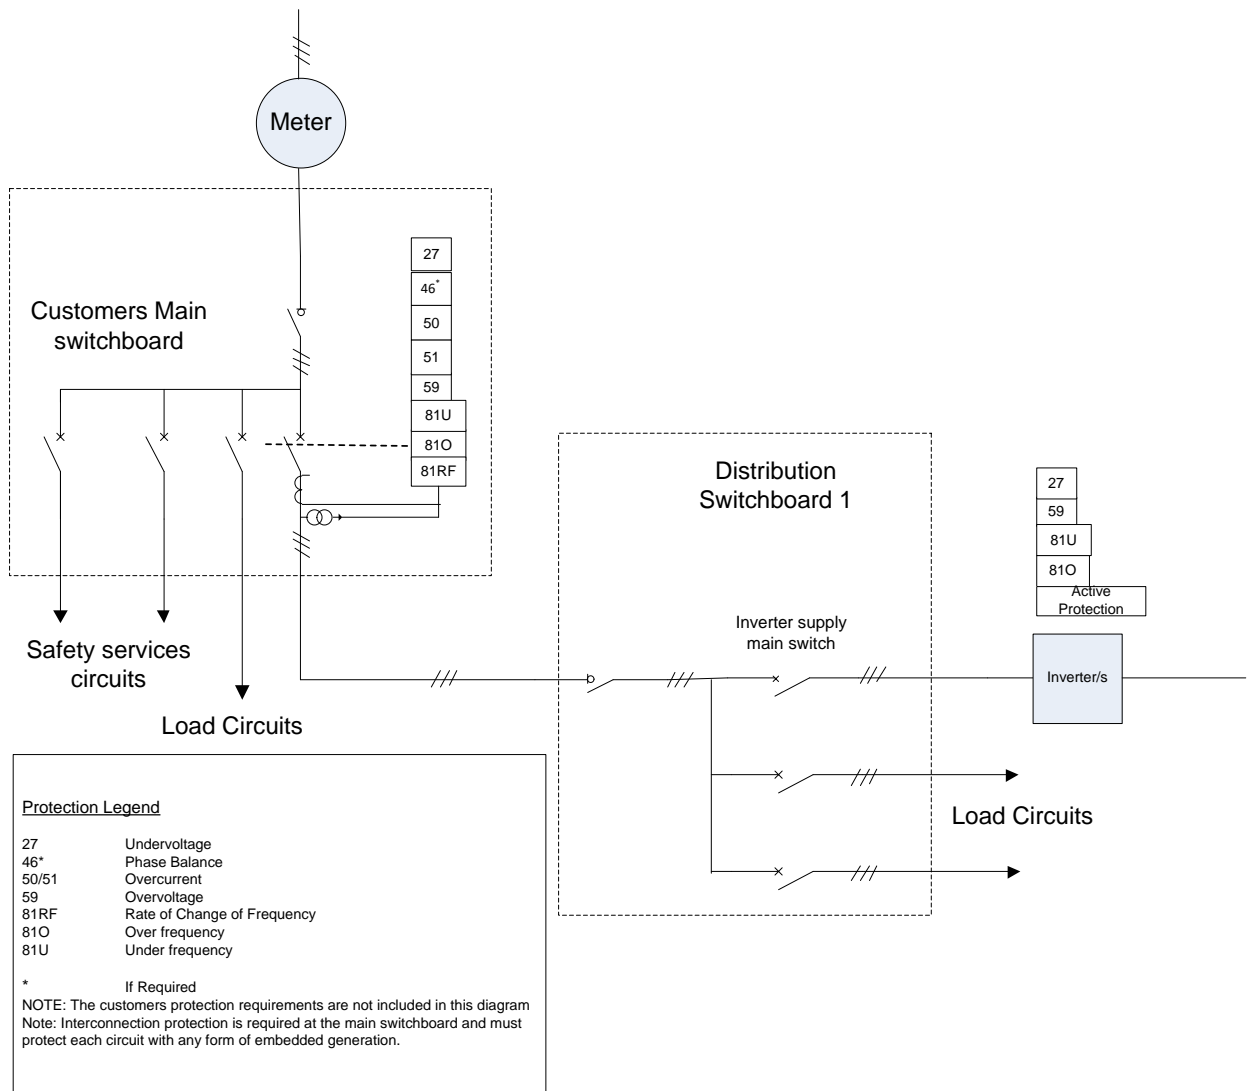 Meter
Customers Main
switchboard
27
46*
50
51
59
81U
81O
81RF
Safety services
circuits
Load Circuits
Distribution
Switchboard 1
Inverter supply
main switch
27
59
81U
81O
Active
Protection
Inverter/s
Load Circuits
Protection Legend
27 Undervoltage
46* Phase Balance
50/51 Overcurrent
59 Overvoltage
81RF Rate of Change of Frequency
81O Over frequency
81U Under frequency
* If Required
NOTE: The customers protection requirements are not included in this diagram
Note: Interconnection protection is required at the main switchboard and must
protect each circuit with any form of embedded generation.